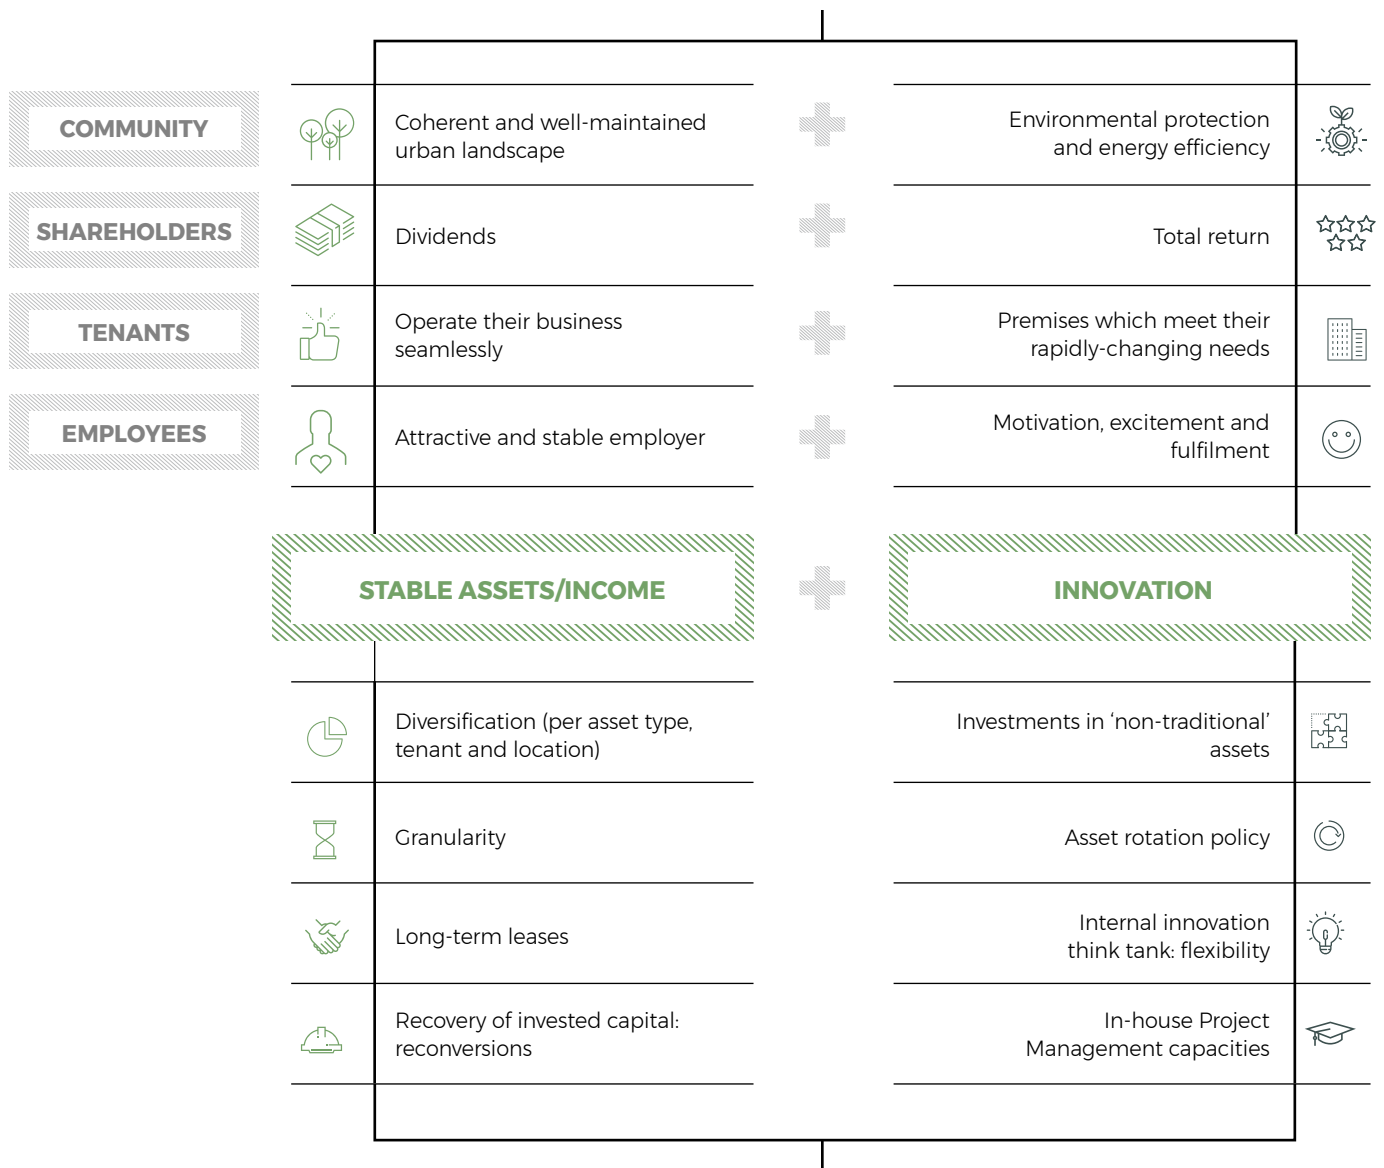 COMMUNITY
Coherent and well-maintained
urban landscape
Environmental protection
and energy efficiency
SHAREHOLDERS
Dividends
Total return
TENANTS
Operate their business
seamlessly
Premises which meet their
rapidly-changing needs
EMPLOYEES
Attractive and stable employer
Motivation, excitement and
fulfilment
STABLE ASSETS/INCOME
INNOVATION
Diversification (per asset type,
tenant and location)
Investments in ‘non-traditional’
assets
Granularity
Asset rotation policy
Long-term leases
Internal innovation
think tank: flexibility
Recovery of invested capital:
reconversions
In-house Project
Management capacities